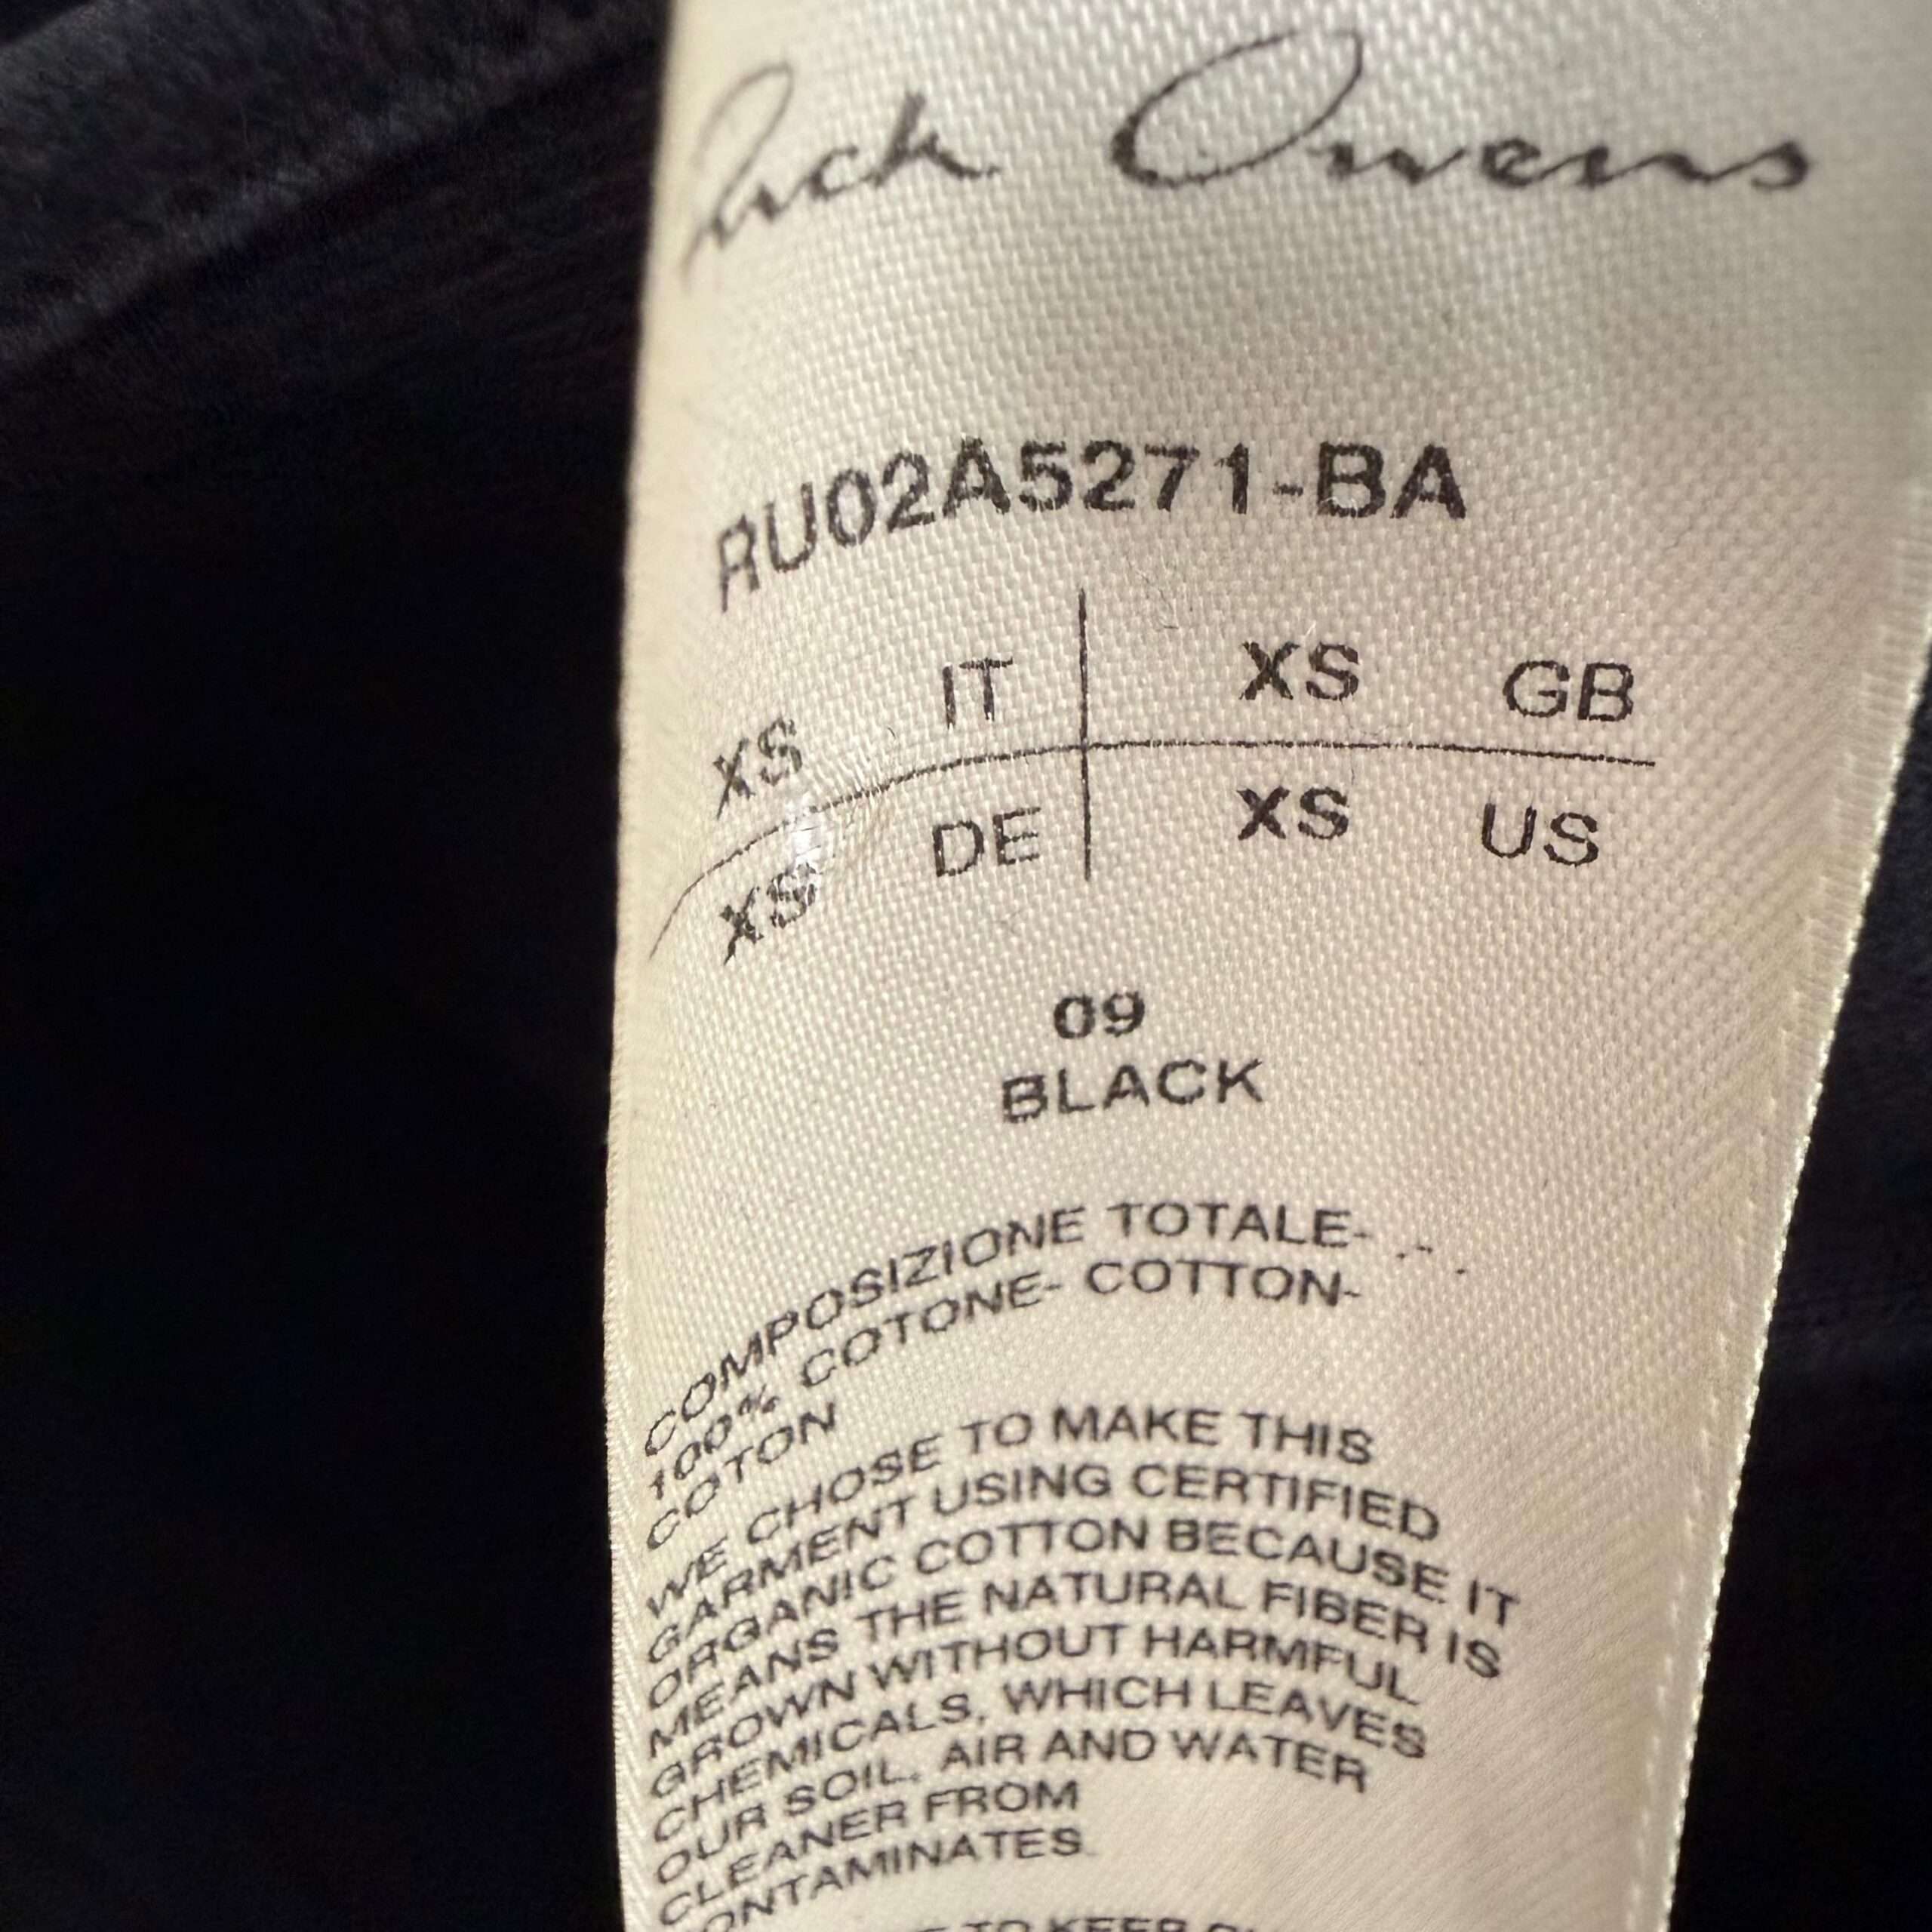 Rick Owens
RU02A5271-BA
XS IT XS GB
XS DE XS US
09
BLACK
COMPOSIZIONE TOTALE-
100% COTONE- COTTON-
COTON
WE CHOSE TO MAKE THIS
GARMENT USING CERTIFIED
ORGANIC COTTON BECAUSE IT
MEANS THE NATURAL FIBER IS
GROWN WITHOUT HARMFUL
CHEMICALS, WHICH LEAVES
OUR SOIL, AIR AND WATER
CLEANER FROM
CONTAMINATES.
TO KEEP